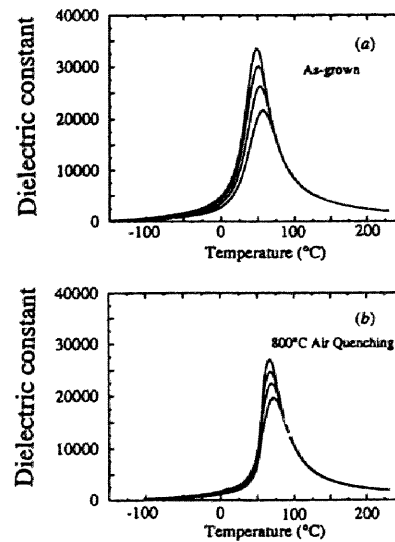 (a)
As-grown
Dielectric constant
40000
30000
20000
10000
0
-100 0 100 200
Temperature (°C)
(b)
800°C Air Quenching
Dielectric constant
40000
30000
20000
10000
0
-100 0 50 100 200
Temperature (°C)